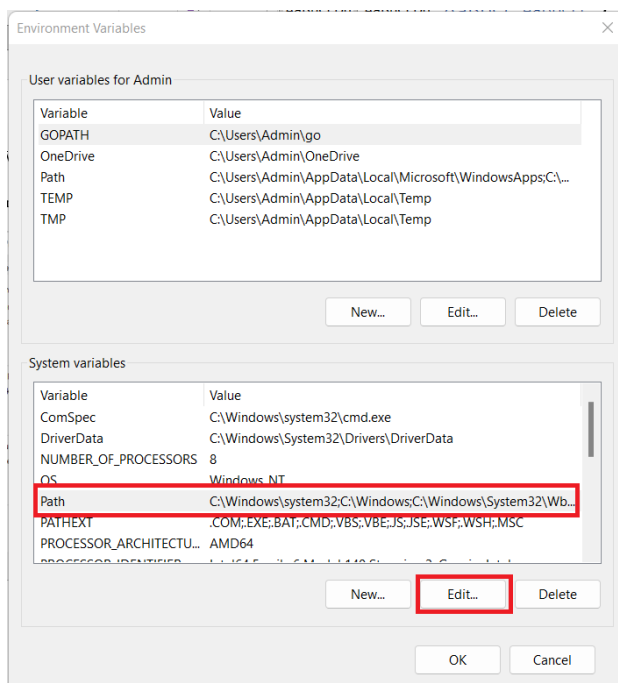 Environment Variables
User variables for Admin
Variable Value
GOPATH C:\Users\Admin\go
OneDrive C:\Users\Admin\OneDrive
Path C:\Users\Admin\AppData\Local\Microsoft\WindowsApps;C:\...
TEMP C:\Users\Admin\AppData\Local\Temp
TMP C:\Users\Admin\AppData\Local\Temp
New... Edit... Delete
System variables
Variable Value
ComSpec C:\Windows\system32\cmd.exe
DriverData C:\Windows\System32\Drivers\DriverData
NUMBER_OF_PROCESSORS 8
OS Windows_NT
Path C:\Windows\system32;C:\Windows;C:\Windows\System32\Wb...
PATHEXT .COM;.EXE;.BAT;.CMD;.VBS;.VBE;.JS;.JSE;.WSF;.WSH;.MSC
PROCESSOR_ARCHITECTU... AMD64
New... Edit... Delete
OK Cancel